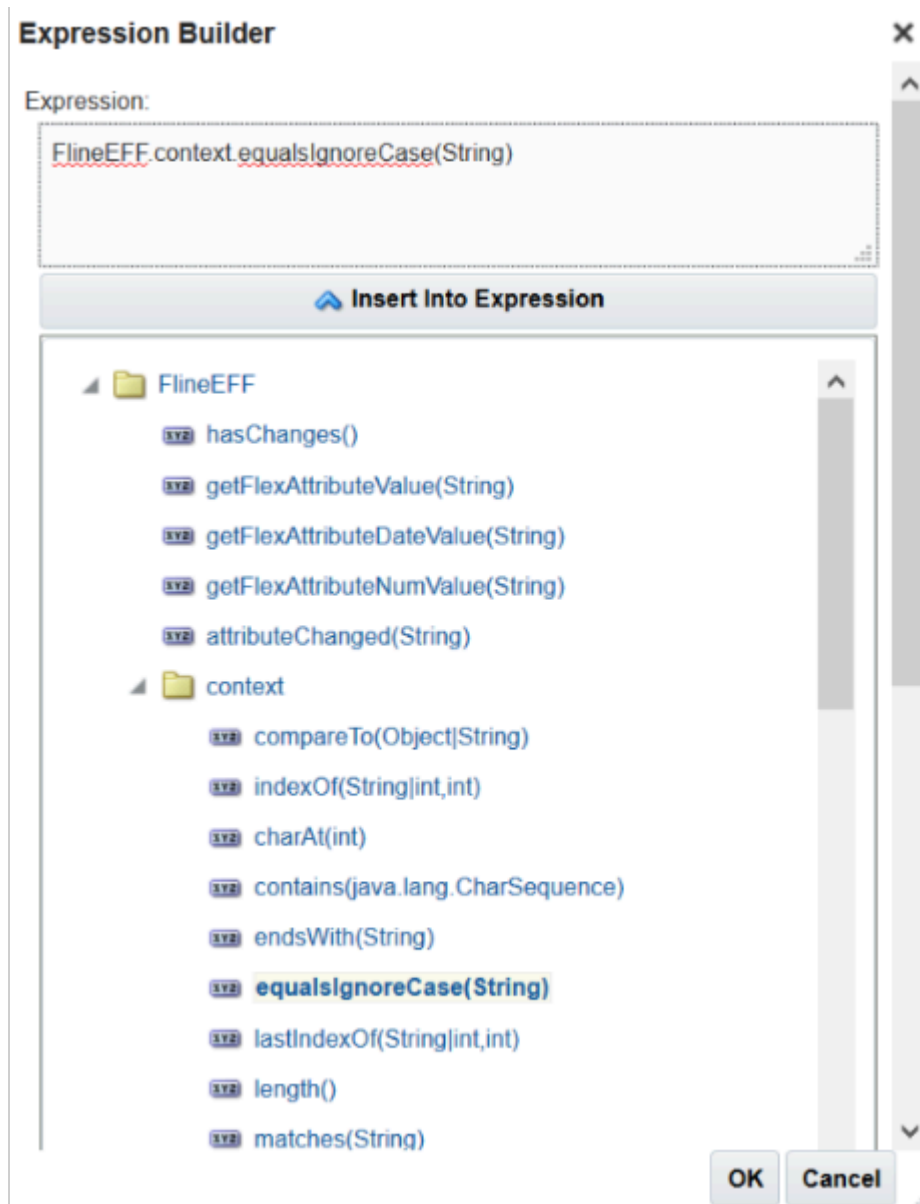 Expression Builder
Expression:
FlineEFF.context.equalsIgnoreCase(String)
Insert Into Expression
FlineEFF
hasChanges()
getFlexAttributeValue(String)
getFlexAttributeDateValue(String)
getFlexAttributeNumValue(String)
attributeChanged(String)
context
compareTo(Object|String)
indexOf(String|int,int)
charAt(int)
contains(java.lang.CharSequence)
endsWith(String)
equalsIgnoreCase(String)
lastIndexOf(String|int,int)
length()
matches(String)
OK Cancel